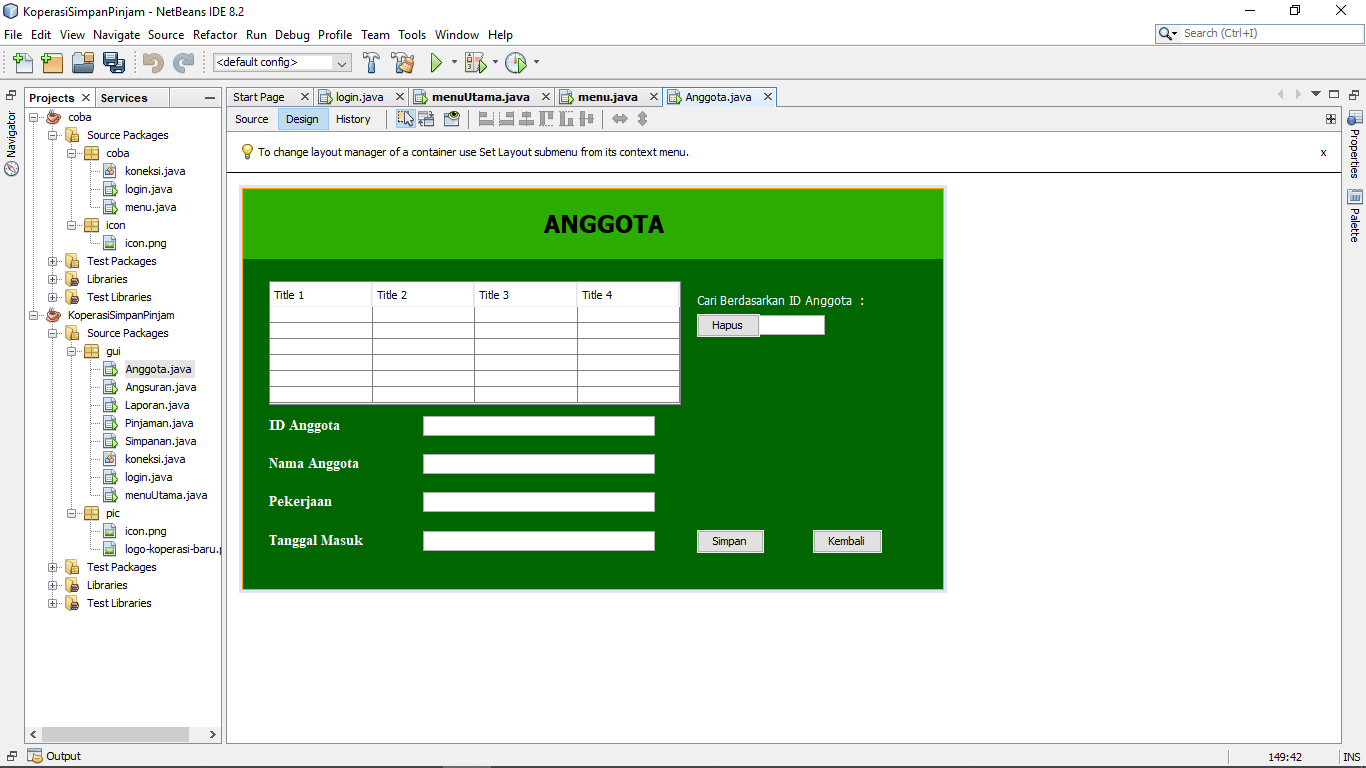 KoperasiSimpanPinjam - NetBeans IDE 8.2
File Edit View Navigate Source Refactor Run Debug Profile Team Tools Window Help
Search (Ctrl+I)
<default config>
Projects Services
Start Page login.java menuUtama.java menu.java Anggota.java
Source Design History
To change layout manager of a container use Set Layout submenu from its context menu.
x
Navigator
coba
Source Packages
coba
koneksi.java
login.java
menu.java
icon
icon.png
Test Packages
Libraries
Test Libraries
KoperasiSimpanPinjam
Source Packages
gui
Anggota.java
Angsuran.java
Laporan.java
Pinjaman.java
Simpanan.java
koneksi.java
login.java
menuUtama.java
pic
icon.png
logo-koperasi-baru.p
Test Packages
Libraries
Test Libraries
ANGGOTA
Title 1 Title 2 Title 3 Title 4
Cari Berdasarkan ID Anggota :
Hapus
ID Anggota
Nama Anggota
Pekerjaan
Tanggal Masuk
Simpan Kembali
Properties
Palette
Output
149:42 INS